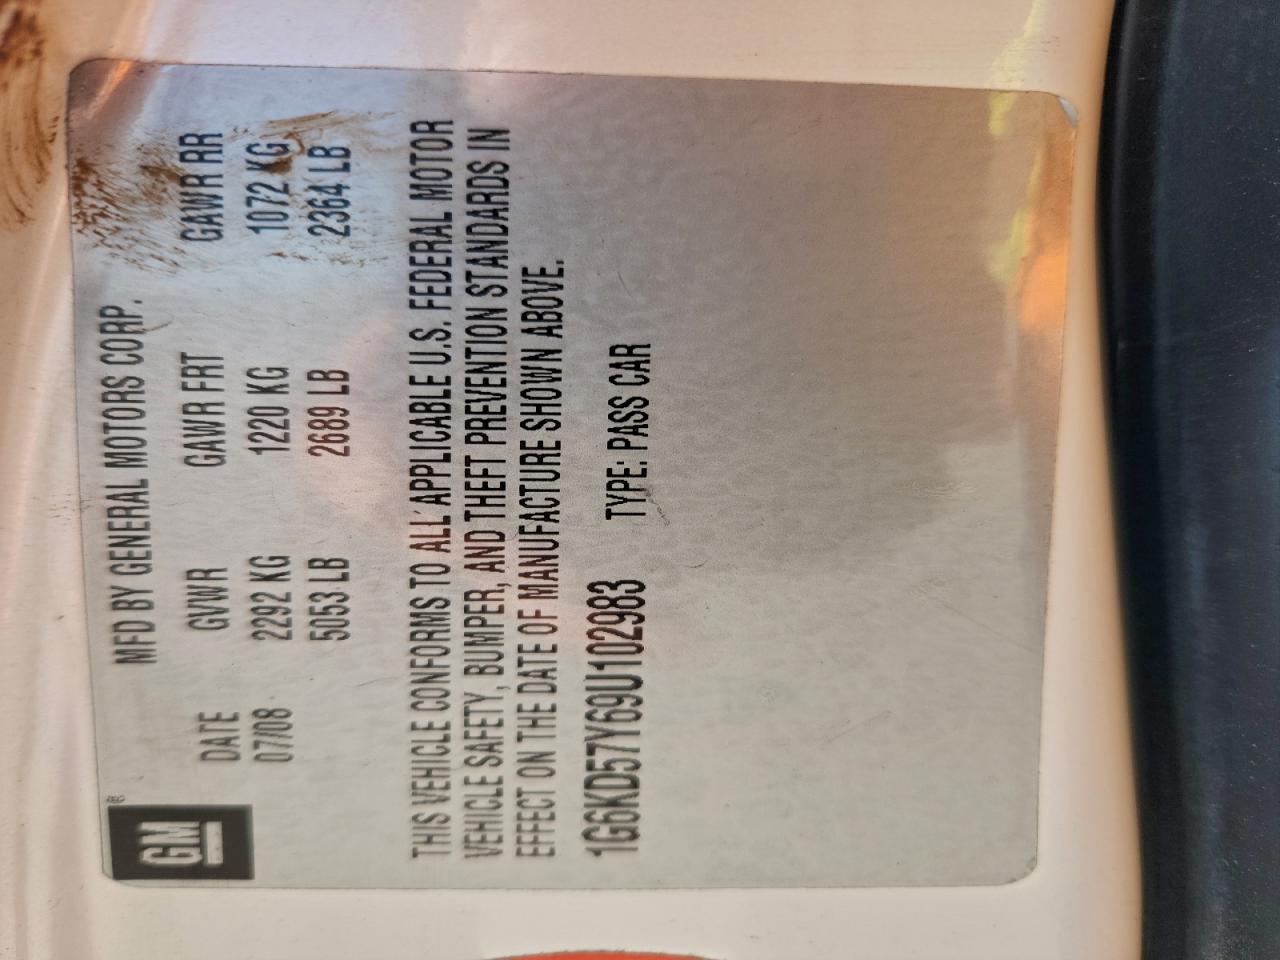 GM ®
MFD BY GENERAL MOTORS CORP.
DATE GVWR GAWR FRT GAWR RR
07/08 2292 KG 1220 KG 1072 KG
5053 LB 2689 LB 2364 LB
THIS VEHICLE CONFORMS TO ALL APPLICABLE U.S. FEDERAL MOTOR
VEHICLE SAFETY, BUMPER, AND THEFT PREVENTION STANDARDS IN
EFFECT ON THE DATE OF MANUFACTURE SHOWN ABOVE.
1G6KD57Y69U102983 TYPE: PASS CAR